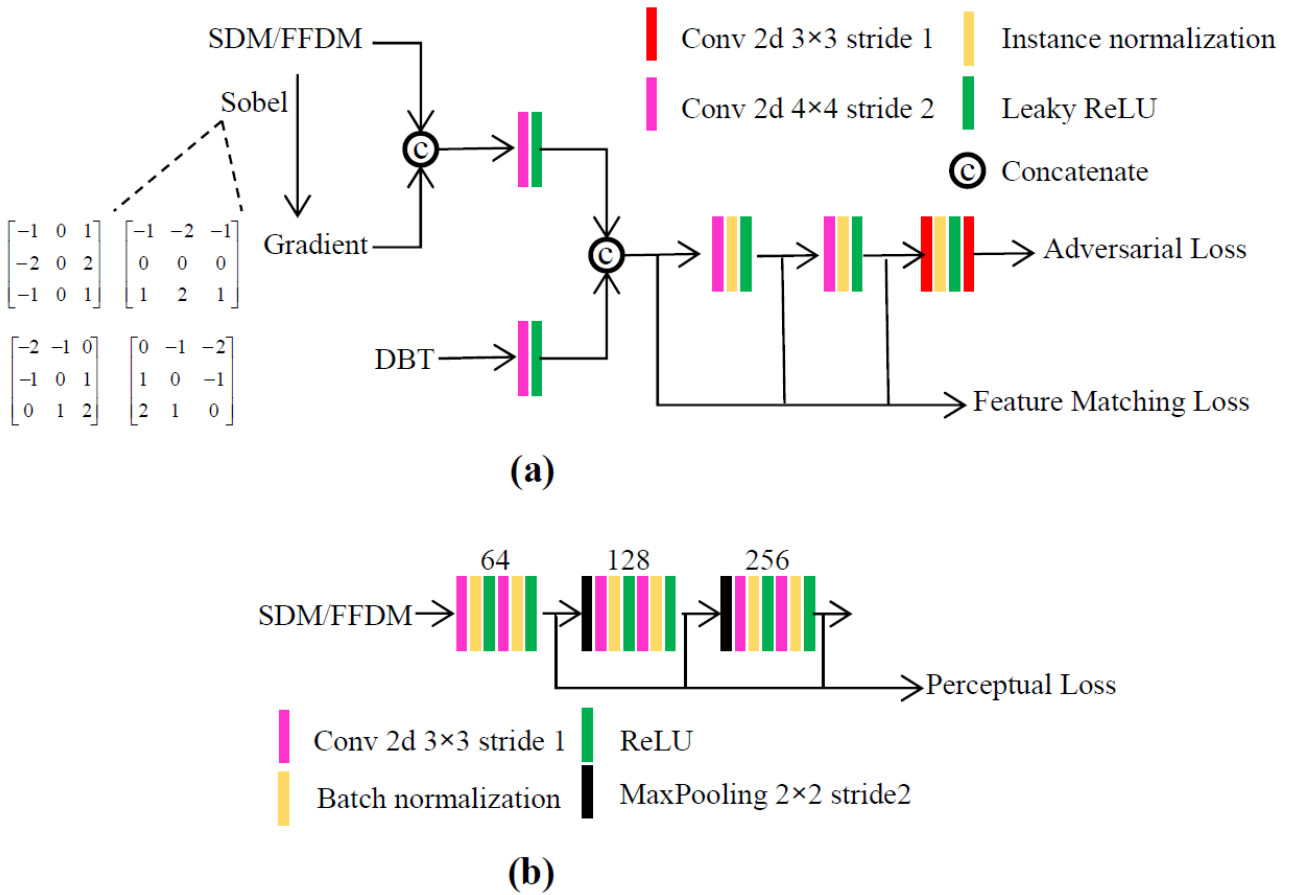 SDM/FFDM
Sobel
Gradient
−1 0 1
−2 0 2
−1 0 1
−1 −2 −1
0 0 0
1 2 1
−2 −1 0
−1 0 1
0 1 2
0 −1 −2
1 0 −1
2 1 0
c
DBT
c
Conv 2d 3×3 stride 1
Instance normalization
Conv 2d 4×4 stride 2
Leaky ReLU
c Concatenate
Adversarial Loss
Feature Matching Loss
(a)
64 128 256
SDM/FFDM
Perceptual Loss
Conv 2d 3×3 stride 1
ReLU
Batch normalization
MaxPooling 2×2 stride2
(b)